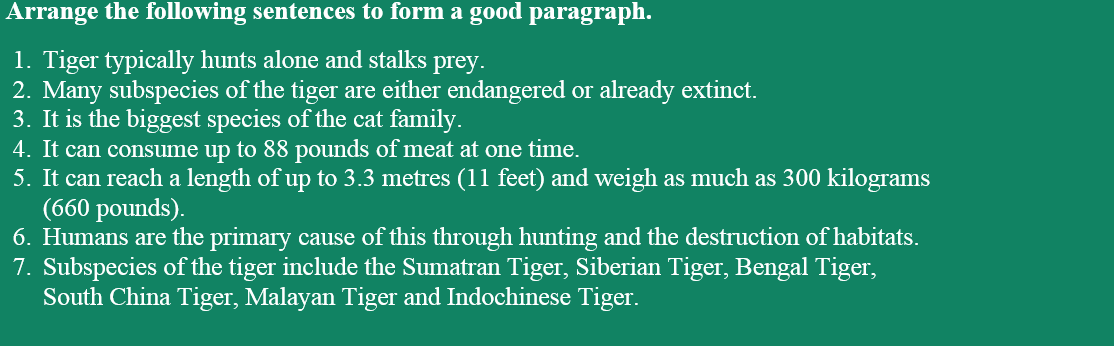 Arrange the following sentences to form a good paragraph.
1. Tiger typically hunts alone and stalks prey.
2. Many subspecies of the tiger are either endangered or already extinct.
3. It is the biggest species of the cat family.
4. It can consume up to 88 pounds of meat at one time.
5. It can reach a length of up to 3.3 metres (11 feet) and weigh as much as 300 kilograms
(660 pounds).
6. Humans are the primary cause of this through hunting and the destruction of habitats.
7. Subspecies of the tiger include the Sumatran Tiger, Siberian Tiger, Bengal Tiger,
South China Tiger, Malayan Tiger and Indochinese Tiger.